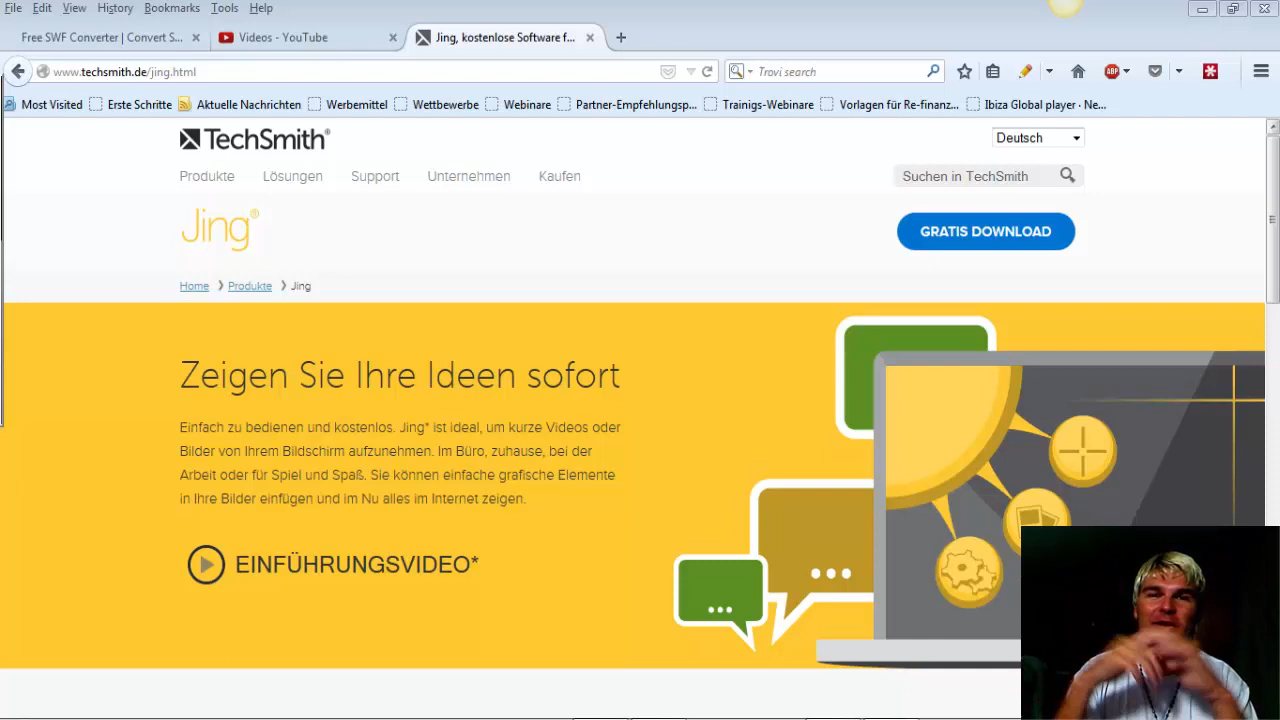 File Edit View History Bookmarks Tools Help
Free SWF Converter | Convert S... Videos - YouTube Jing, kostenlose Software f...
www.techsmith.de/jing.html Trovi search ABP
Most Visited Erste Schritte Aktuelle Nachrichten Werbemittel Wettbewerbe Webinare Partner-Empfehlungsp... Trainigs-Webinare Vorlagen für Re-finanz... Ibiza Global player · Ne...
TechSmith® Deutsch
Produkte Lösungen Support Unternehmen Kaufen Suchen in TechSmith
Jing® GRATIS DOWNLOAD
Home Produkte Jing
Zeigen Sie Ihre Ideen sofort
Einfach zu bedienen und kostenlos. Jing* ist ideal, um kurze Videos oder
Bilder von Ihrem Bildschirm aufzunehmen. Im Büro, zuhause, bei der
Arbeit oder für Spiel und Spaß. Sie können einfache grafische Elemente
in Ihre Bilder einfügen und im Nu alles im Internet zeigen.
EINFÜHRUNGSVIDEO*